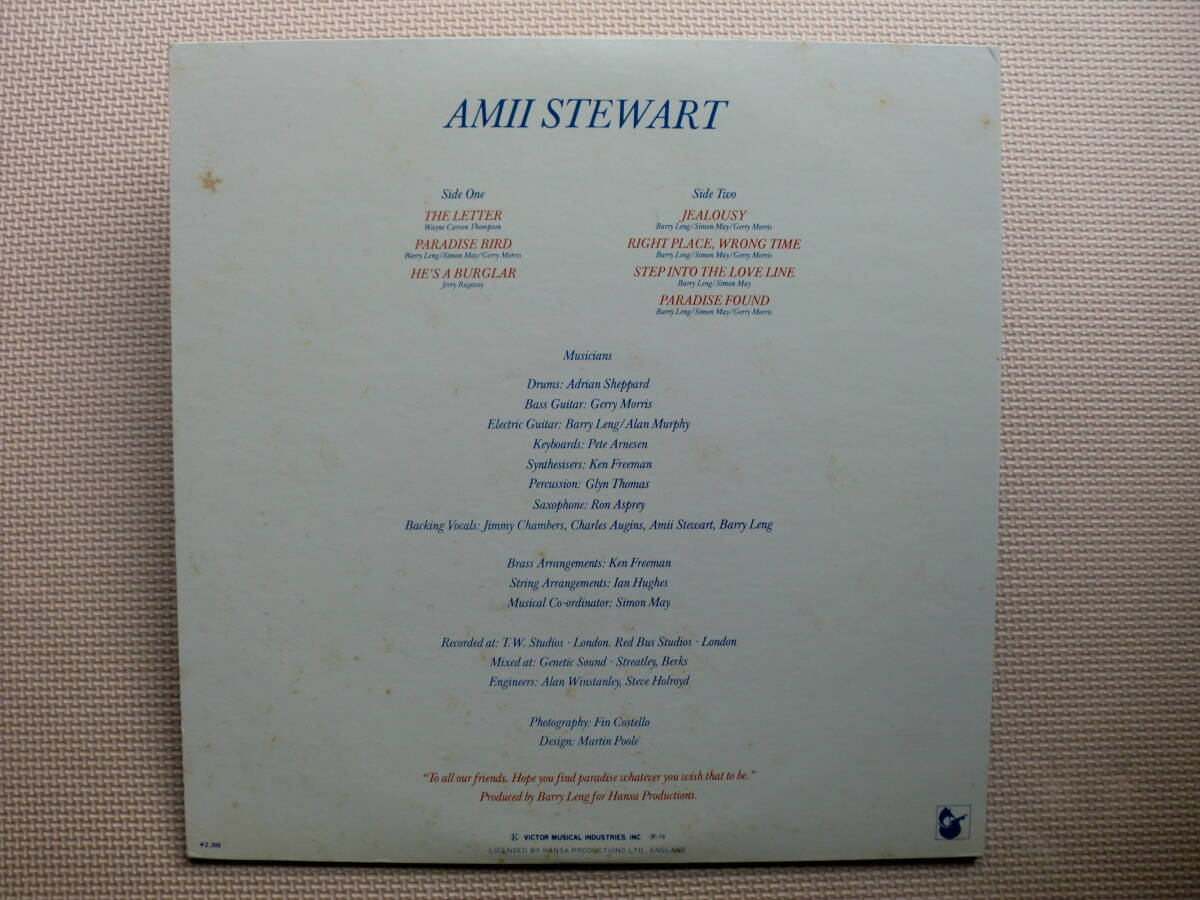 AMII STEWART
Side One
THE LETTER
Wayne Carson Thompson
PARADISE BIRD
Barry Leng/Simon May/Gerry Morris
HE'S A BURGLAR
Jerry Ragovoy
Side Two
JEALOUSY
Barry Leng/Simon May/Gerry Morris
RIGHT PLACE, WRONG TIME
Barry Leng/Simon May/Gerry Morris
STEP INTO THE LOVE LINE
Barry Leng/Simon May
PARADISE FOUND
Barry Leng/Simon May/Gerry Morris
Musicians
Drums: Adrian Sheppard
Bass Guitar: Gerry Morris
Electric Guitar: Barry Leng/Alan Murphy
Keyboards: Pete Arnesen
Synthesisers: Ken Freeman
Percussion: Glyn Thomas
Saxophone: Ron Asprey
Backing Vocals: Jimmy Chambers, Charles Augins, Amii Stewart, Barry Leng
Brass Arrangements: Ken Freeman
String Arrangements: Ian Hughes
Musical Co-ordinator: Simon May
Recorded at: T.W. Studios · London. Red Bus Studios · London
Mixed at: Genetic Sound · Streatley, Berks
Engineers: Alan Winstanley, Steve Holroyd
Photography: Fin Costello
Design: Martin Poole
"To all our friends. Hope you find paradise whatever you wish that to be."
Produced by Barry Leng for Hansa Productions.
VICTOR MUSICAL INDUSTRIES, INC ℗'79
LICENSED BY HANSA PRODUCTIONS LTD., ENGLAND